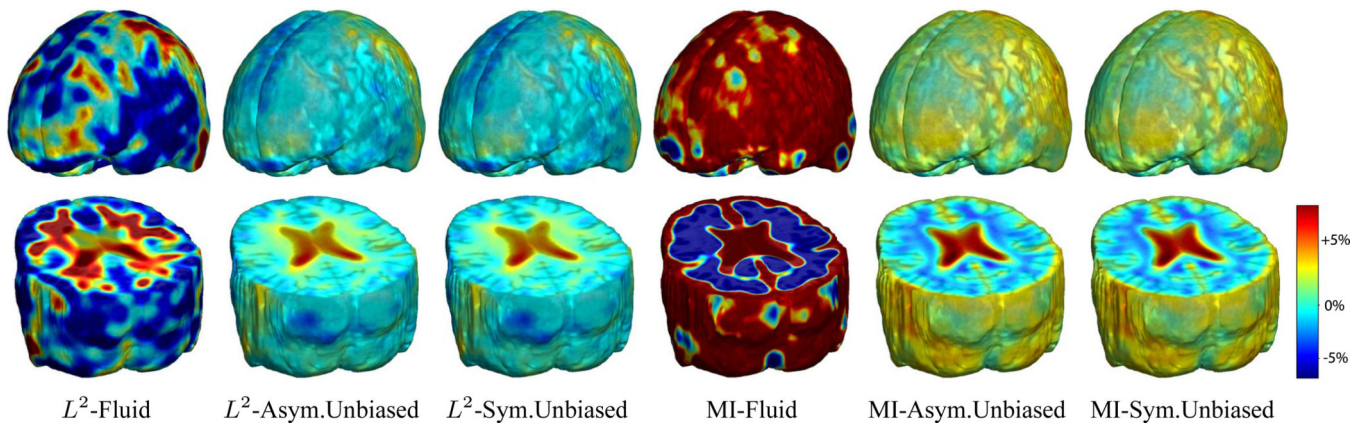 +5%
0%
-5%
L²-Fluid L²-Asym.Unbiased L²-Sym.Unbiased MI-Fluid MI-Asym.Unbiased MI-Sym.Unbiased